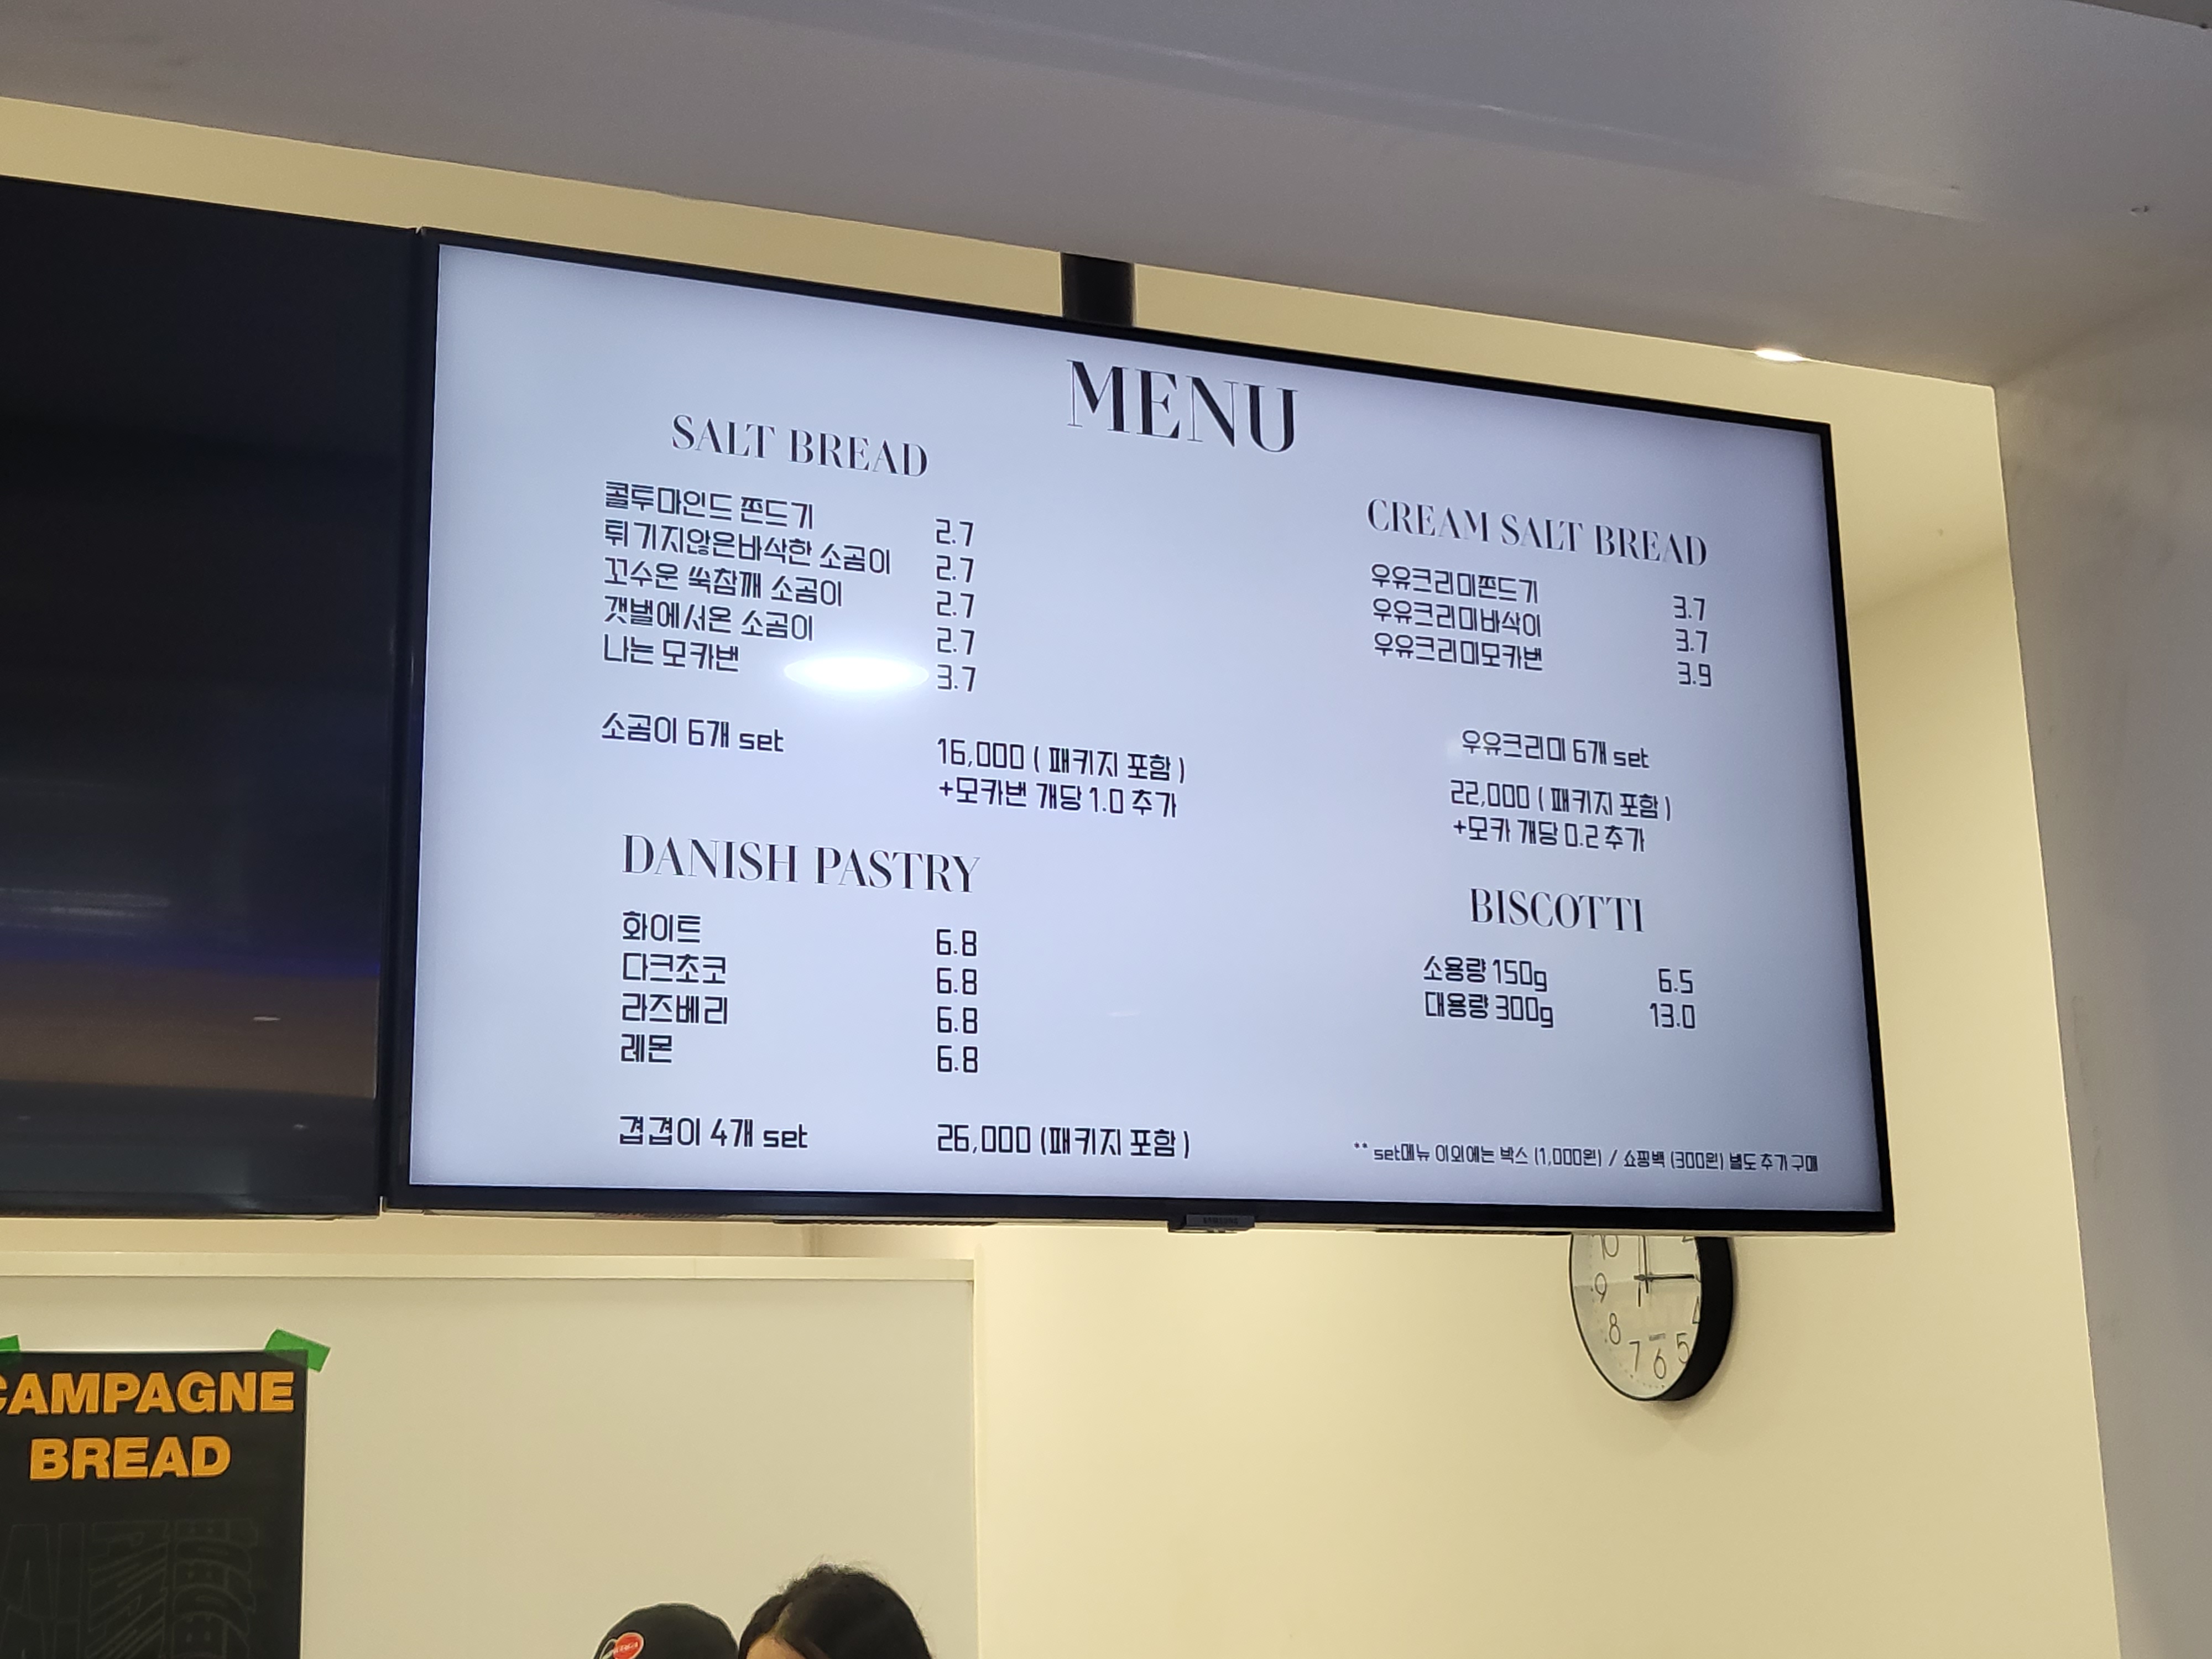 MENU
SALT BREAD
콜투마인드 쫀드기 2.7
튀기지않은바삭한 소곰이 2.7
꼬수운 쑥참깨 소곰이 2.7
갯벌에서온 소곰이 2.7
나는 모카번 3.7
소곰이 6개 set 16,000 ( 패키지 포함 )
+모카번 개당 1.0 추가
DANISH PASTRY
화이트 6.8
다크초코 6.8
라즈베리 6.8
레몬 6.8
겹겹이 4개 set 26,000 (패키지 포함 )
CREAM SALT BREAD
우유크리미쫀드기 3.7
우유크리미바삭이 3.7
우유크리미모카번 3.9
우유크리미 6개 set
22,000 ( 패키지 포함 )
+모카 개당 0.2 추가
BISCOTTI
소용량 150g 6.5
대용량 300g 13.0
** set메뉴 이외에는 박스 (1,000원) / 쇼핑백 (300원) 별도 추가 구매
SAMSUNG
10
9
8
7 6 5 4
CAMPAGNE
BREAD